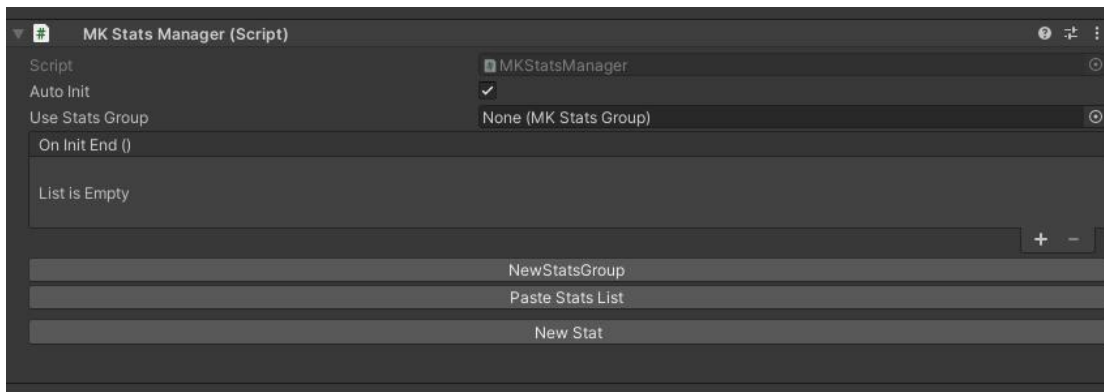 MK Stats Manager (Script)
Script MKStatsManager
Auto Init
Use Stats Group None (MK Stats Group)
On Init End ()
List is Empty
+ −
NewStatsGroup
Paste Stats List
New Stat